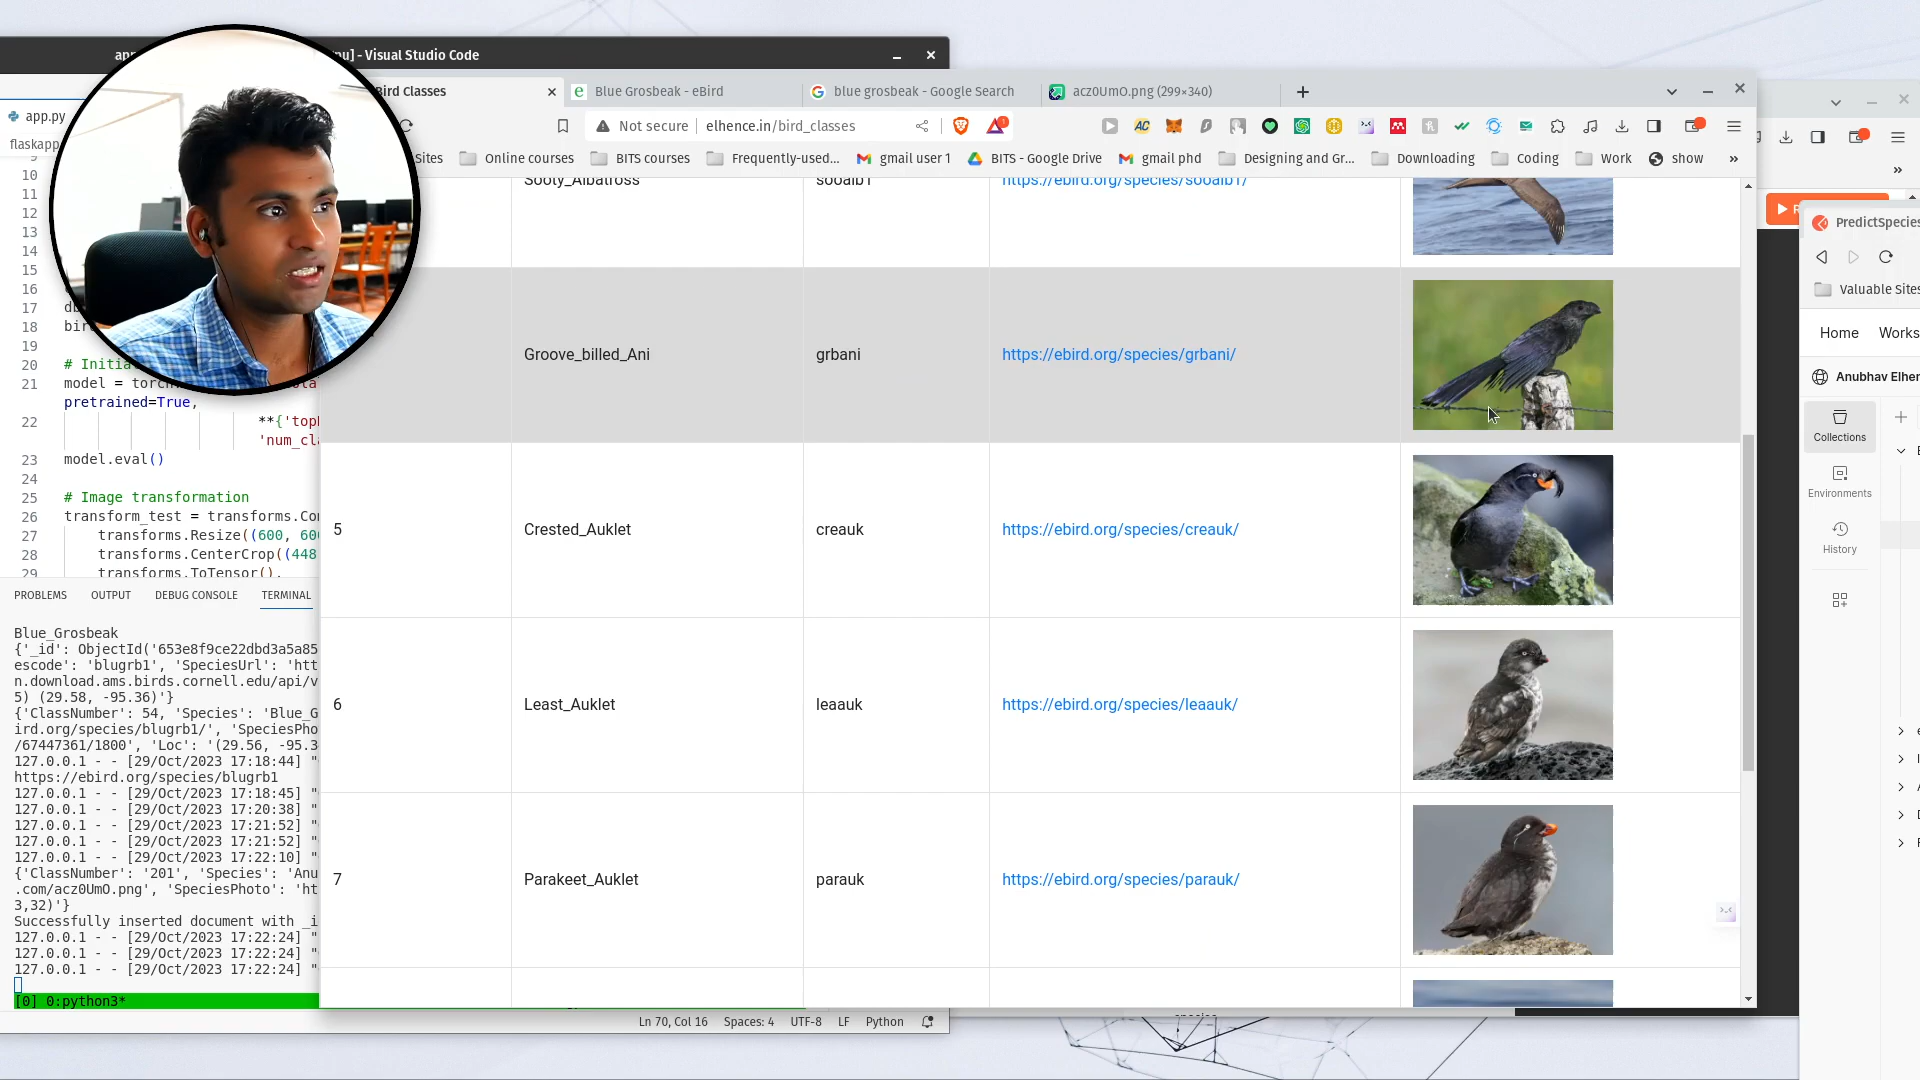 ] - Visual Studio Code
Bird Classes
Blue Grosbeak - eBird
blue grosbeak - Google Search
acz0UmO.png (299×340)
Not secure
elhence.in/bird_classes
Online courses
BITS courses
Frequently-used...
gmail user 1
BITS - Google Drive
gmail phd
Designing and Gr...
Downloading
Coding
Work
show
»
app.py
flaskapp
Sooty_Albatross
sooalb1
https://ebird.org/species/sooalb1/
Groove_billed_Ani
grbani
https://ebird.org/species/grbani/
5
Crested_Auklet
creauk
https://ebird.org/species/creauk/
6
Least_Auklet
leaauk
https://ebird.org/species/leaauk/
7
Parakeet_Auklet
parauk
https://ebird.org/species/parauk/
10
11
12
13
14
15
16
17
18
19
20 # Initia
21 model = torch
pretrained=True,
22 **{'top
'num_cla
23 model.eval()
24
25 # Image transformation
26 transform_test = transforms.Co
27 transforms.Resize((600, 60
28 transforms.CenterCrop((448
29 transforms.ToTensor(),
PROBLEMS OUTPUT DEBUG CONSOLE TERMINAL
Blue_Grosbeak
{'_id': ObjectId('653e8f9ce22dbd3a5a85
escode': 'blugrb1', 'SpeciesUrl': 'htt
n.download.ams.birds.cornell.edu/api/v
5) (29.58, -95.36)'}
{'ClassNumber': 54, 'Species': 'Blue_G
ird.org/species/blugrb1/', 'SpeciesPho
/67447361/1800', 'Loc': '(29.56, -95.3
127.0.0.1 - - [29/Oct/2023 17:18:44] "
https://ebird.org/species/blugrb1
127.0.0.1 - - [29/Oct/2023 17:18:45] "
127.0.0.1 - - [29/Oct/2023 17:20:38] "
127.0.0.1 - - [29/Oct/2023 17:21:52] "
127.0.0.1 - - [29/Oct/2023 17:21:52] "
127.0.0.1 - - [29/Oct/2023 17:22:10] "
{'ClassNumber': '201', 'Species': 'Anu
.com/acz0UmO.png', 'SpeciesPhoto': 'ht
3,32)'}
Successfully inserted document with _i
127.0.0.1 - - [29/Oct/2023 17:22:24] "
127.0.0.1 - - [29/Oct/2023 17:22:24] "
127.0.0.1 - - [29/Oct/2023 17:22:24] "
[0] 0:python3*
Ln 70, Col 16 Spaces: 4 UTF-8 LF Python
»
PredictSpecies
Valuable Sites
Home Works
Anubhav Elhen
Collections
Environments
History